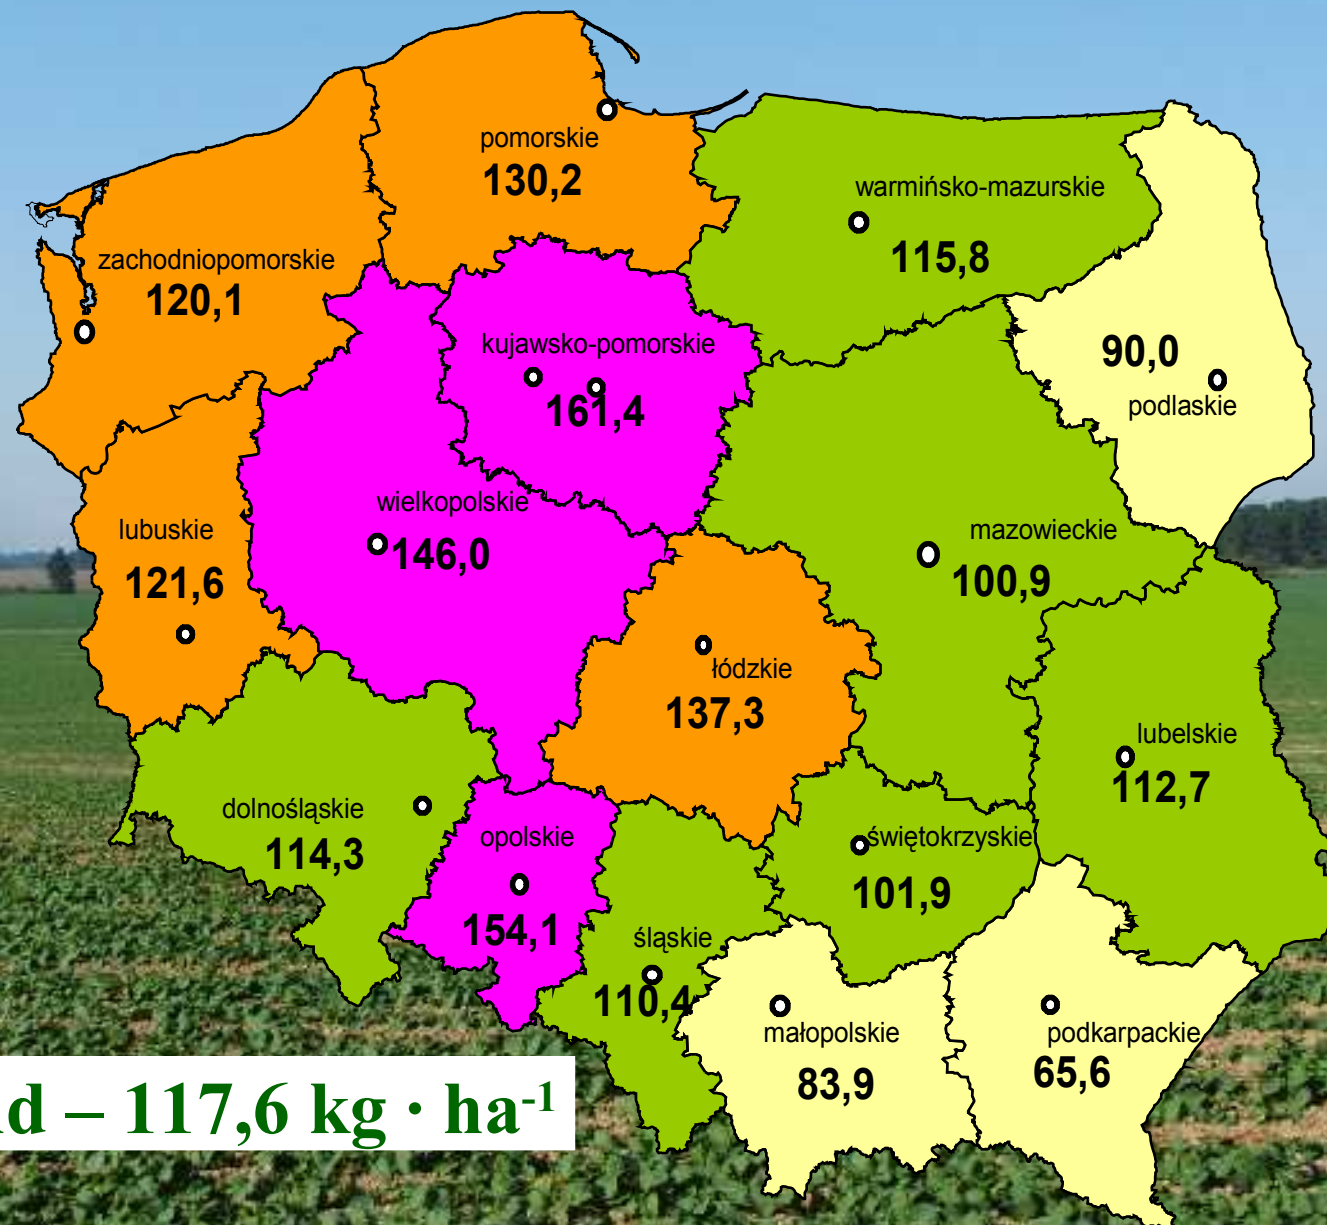 pomorskie
130,2
warmińsko-mazurskie
115,8
zachodniopomorskie
120,1
kujawsko-pomorskie
161,4
90,0
podlaskie
wielkopolskie
146,0
lubuskie
121,6
mazowieckie
100,9
łódzkie
137,3
lubelskie
112,7
dolnośląskie
114,3
opolskie
154,1
świętokrzyskie
101,9
śląskie
110,4
małopolskie
83,9
podkarpackie
65,6
– 117,6 kg · ha⁻¹